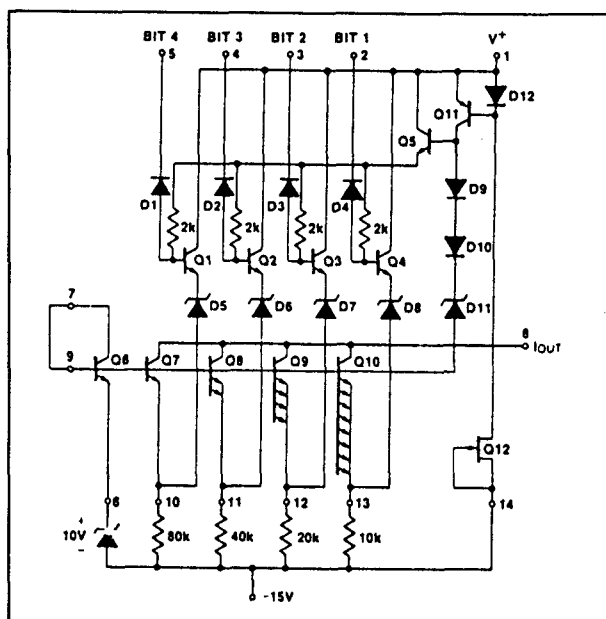 BIT 4 BIT 3 BIT 2 BIT 1 V+
5 4 3 2 1
D12
Q11
Q5
D1 D2 D3 D4 D9
2k 2k 2k 2k
D10
Q1 Q2 Q3 Q4
D5 D6 D7 D8 D11
7
8
IOUT
9 Q6 Q7 Q8 Q9 Q10
Q12
6 10 11 12 13 14
+
10V 80k 40k 20k 10k
-
-15V